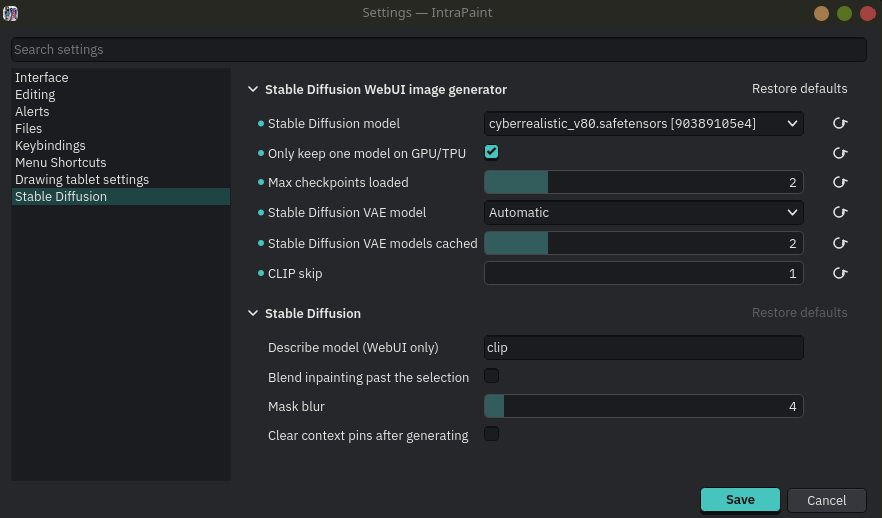 Settings — IntraPaint
Search settings
Interface
Editing
Alerts
Files
Keybindings
Menu Shortcuts
Drawing tablet settings
Stable Diffusion
Stable Diffusion WebUI image generator Restore defaults
Stable Diffusion model cyberrealistic_v80.safetensors [90389105e4]
Only keep one model on GPU/TPU
Max checkpoints loaded 2
Stable Diffusion VAE model Automatic
Stable Diffusion VAE models cached 2
CLIP skip 1
Stable Diffusion Restore defaults
Describe model (WebUI only) clip
Blend inpainting past the selection
Mask blur 4
Clear context pins after generating
Save Cancel